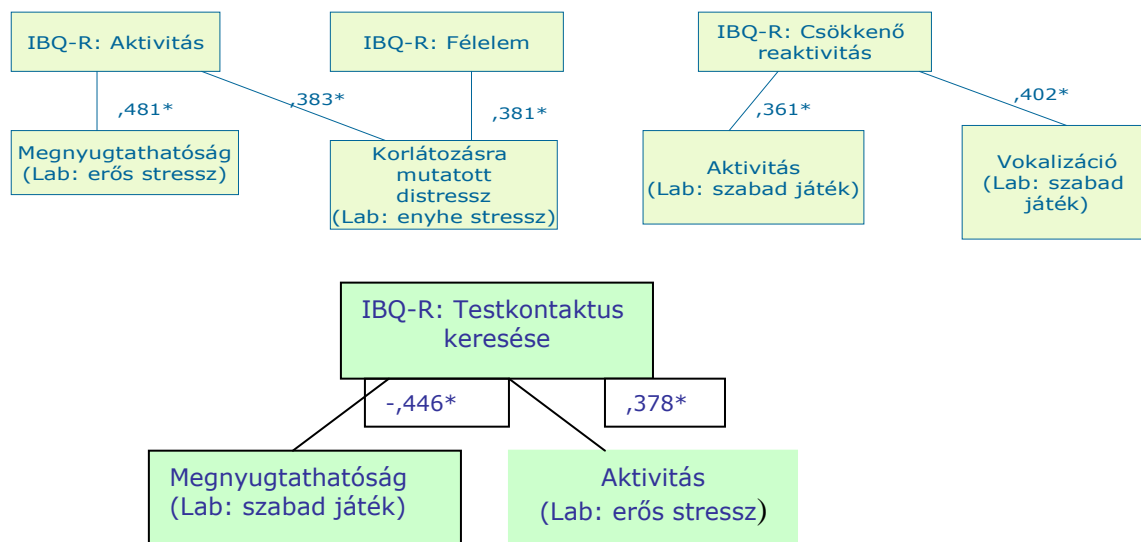 IBQ-R: Aktivitás
IBQ-R: Félelem
IBQ-R: Csökkenő
reaktivitás
,481*
,383*
,381*
,361*
,402*
Megnyugtathatóság
(Lab: erős stressz)
Korlátozásra
mutatott
distressz
(Lab: enyhe stressz)
Aktivitás
(Lab: szabad játék)
Vokalizáció
(Lab: szabad
játék)
IBQ-R: Testkontaktus
keresése
-,446*
,378*
Megnyugtathatóság
(Lab: szabad játék)
Aktivitás
(Lab: erős stressz)